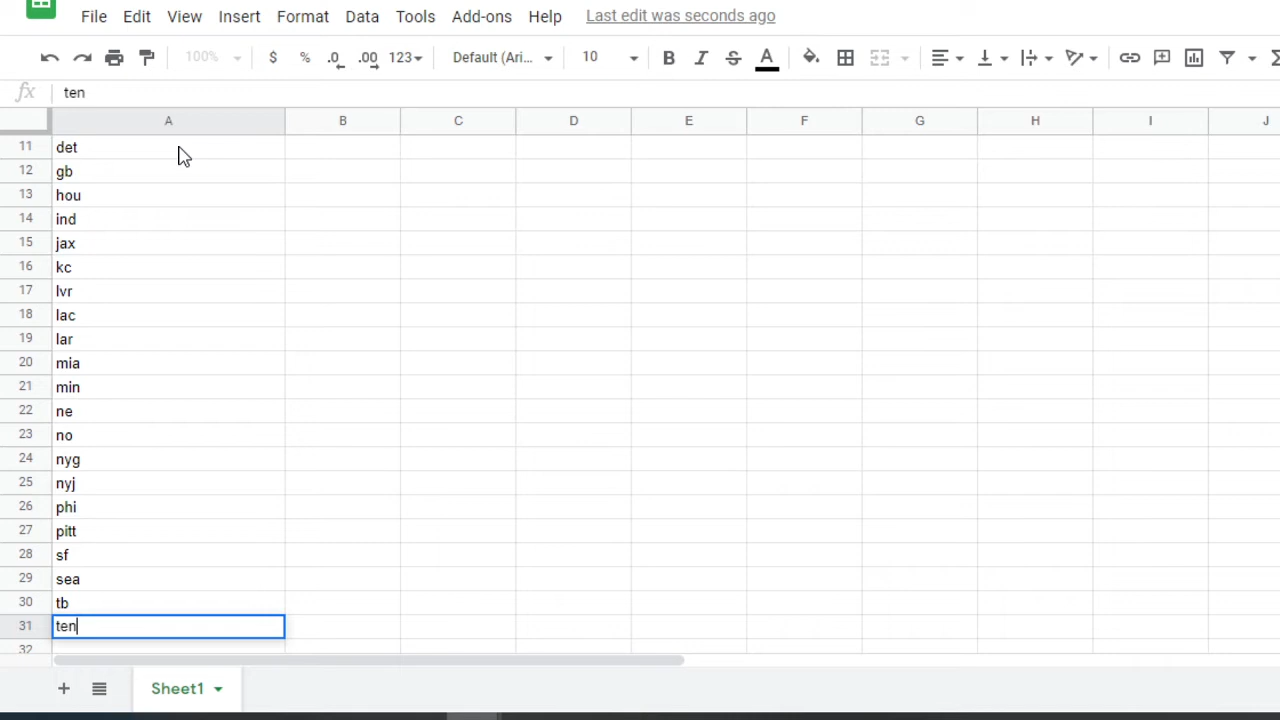 File Edit View Insert Format Data Tools Add-ons Help Last edit was seconds ago
100% $ % .0 .00 123 Default (Ari... 10 B I S A
fx ten
A B C D E F G H I J
11 det
12 gb
13 hou
14 ind
15 jax
16 kc
17 lvr
18 lac
19 lar
20 mia
21 min
22 ne
23 no
24 nyg
25 nyj
26 phi
27 pitt
28 sf
29 sea
30 tb
31 ten
32
+ Sheet1